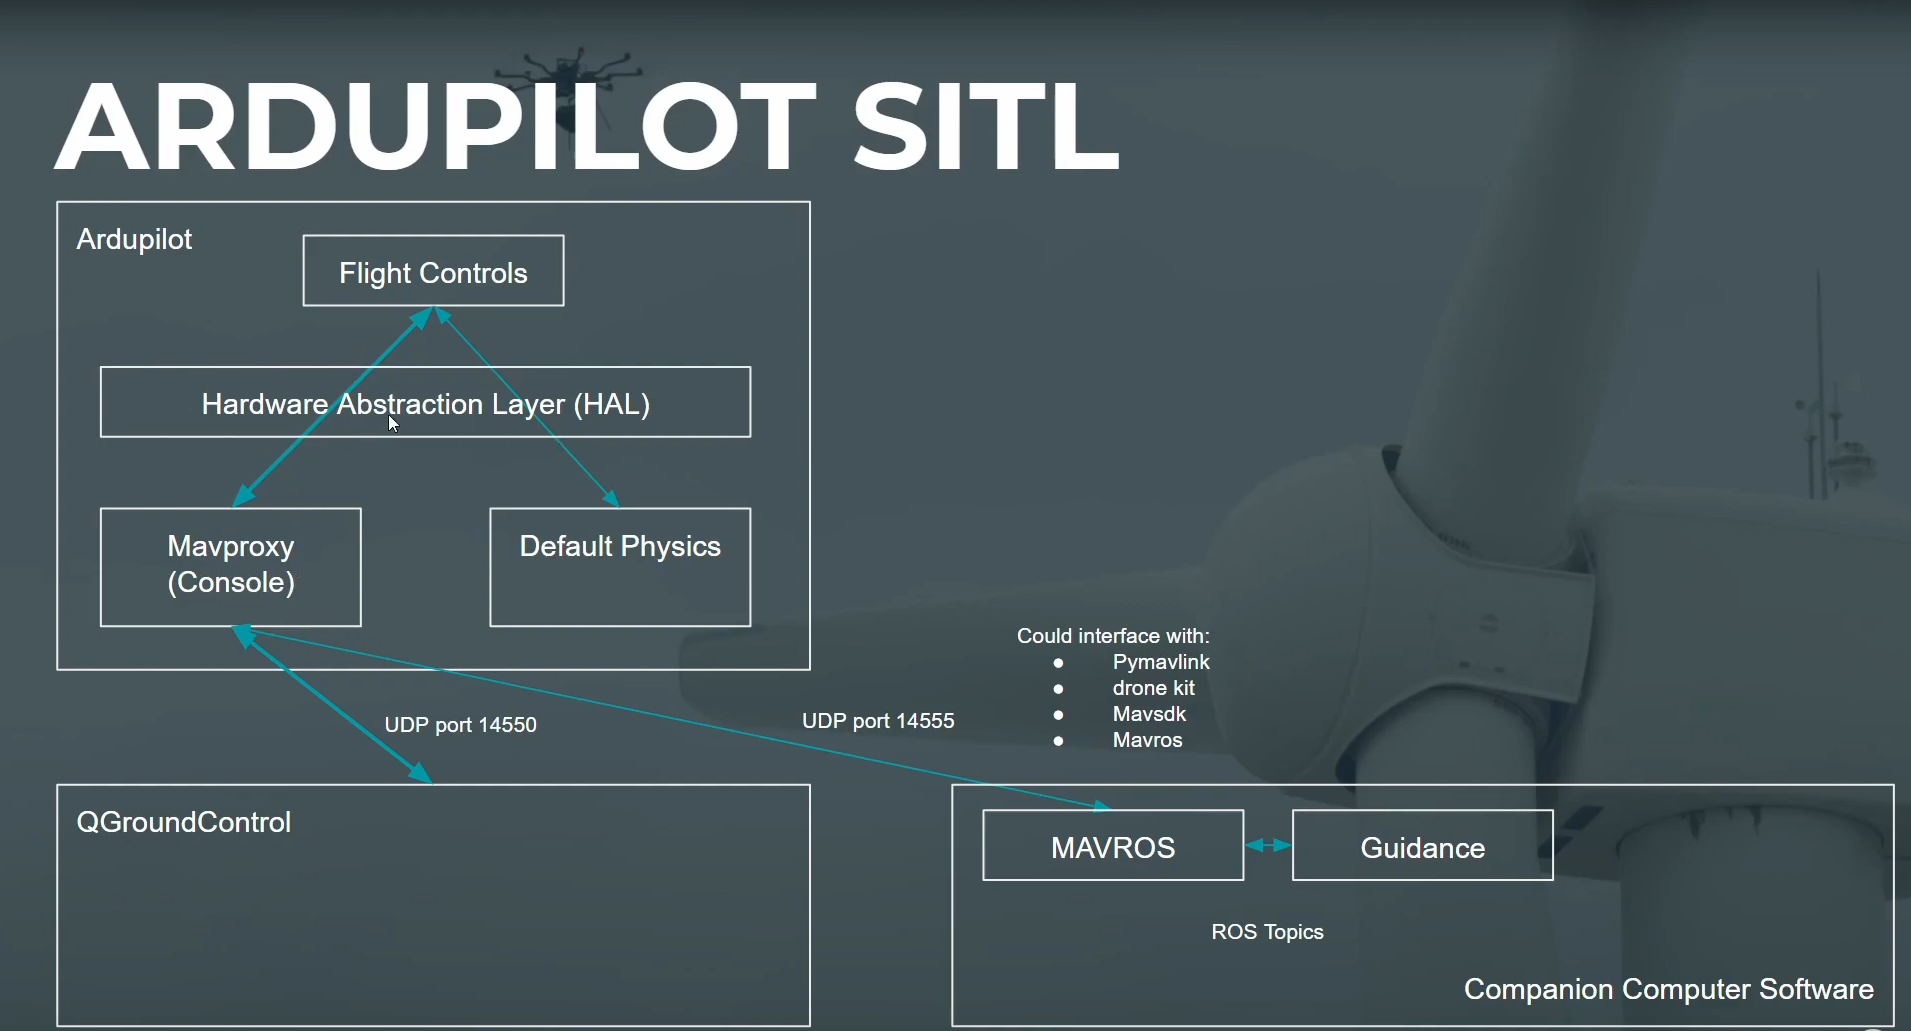 ARDUPILOT SITL
Ardupilot
Flight Controls
Hardware Abstraction Layer (HAL)
Mavproxy
(Console)
Default Physics
UDP port 14550
UDP port 14555
Could interface with:
● Pymavlink
● drone kit
● Mavsdk
● Mavros
QGroundControl
MAVROS
Guidance
ROS Topics
Companion Computer Software